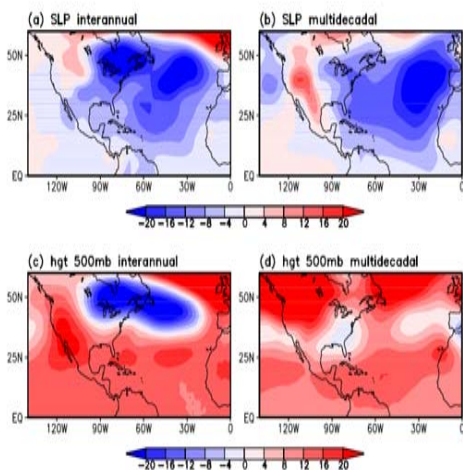 (a) SLP interannual
(b) SLP multidecadal
50N
50N
25N
25N
EQ
EQ
120W 90W 60W 30W 0
120W 90W 60W 30W 0
-20 -16 -12 -8 -4 0 4 8 12 16 20
(c) hgt 500mb interannual
(d) hgt 500mb multidecadal
50N
50N
25N
25N
EQ
EQ
120W 90W 60W 30W 0
120W 90W 60W 30W 0
-20 -16 -12 -8 -4 0 4 8 12 16 20